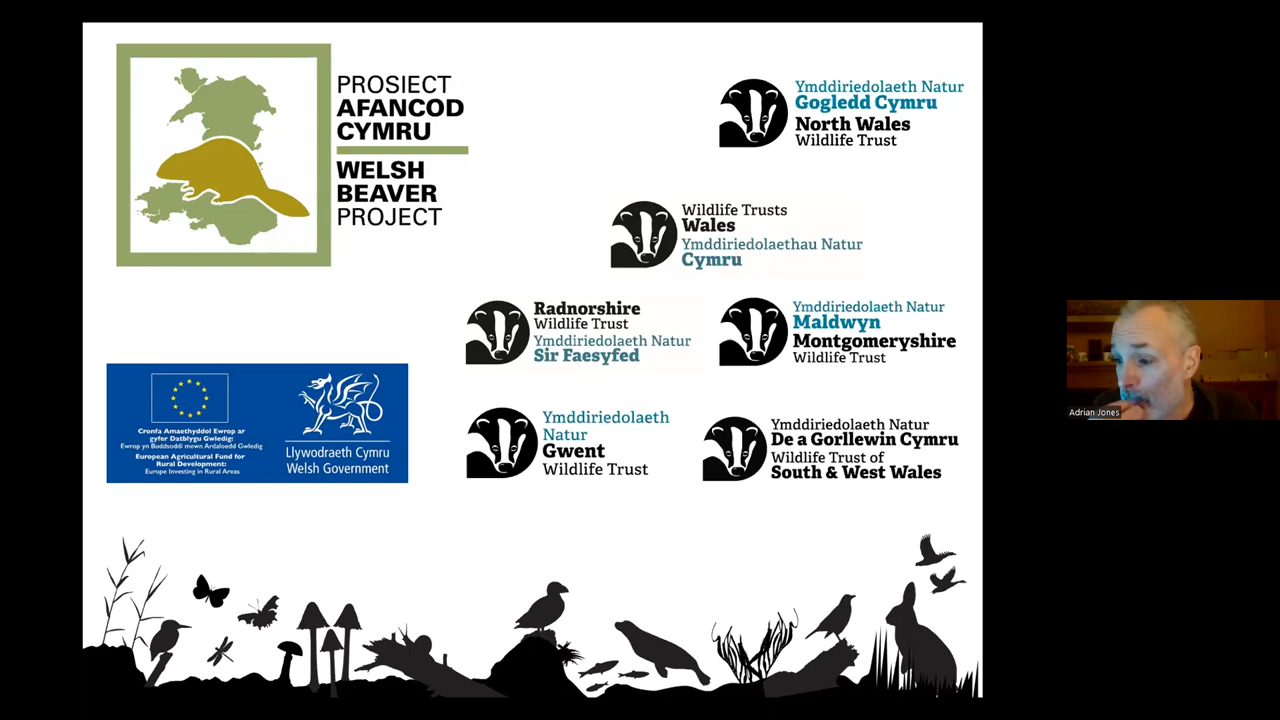 PROSIECT
AFANCOD
CYMRU
WELSH
BEAVER
PROJECT
Ymddiriedolaeth Natur
Gogledd Cymru
North Wales
Wildlife Trust
Wildlife Trusts
Wales
Ymddiriedolaethau Natur
Cymru
Radnorshire
Wildlife Trust
Ymddiriedolaeth Natur
Sir Faesyfed
Ymddiriedolaeth Natur
Maldwyn
Montgomeryshire
Wildlife Trust
Cronfa Amaethyddol Ewrop ar
gyfer Datblygu Gwledig:
Ewrop yn Buddsoddi mewn Ardaloedd Gwledig
European Agricultural Fund for
Rural Development:
Europe Investing in Rural Areas
Llywodraeth Cymru
Welsh Government
Ymddiriedolaeth
Natur
Gwent
Wildlife Trust
Ymddiriedolaeth Natur
De a Gorllewin Cymru
Wildlife Trust of
South & West Wales
Adrian Jones